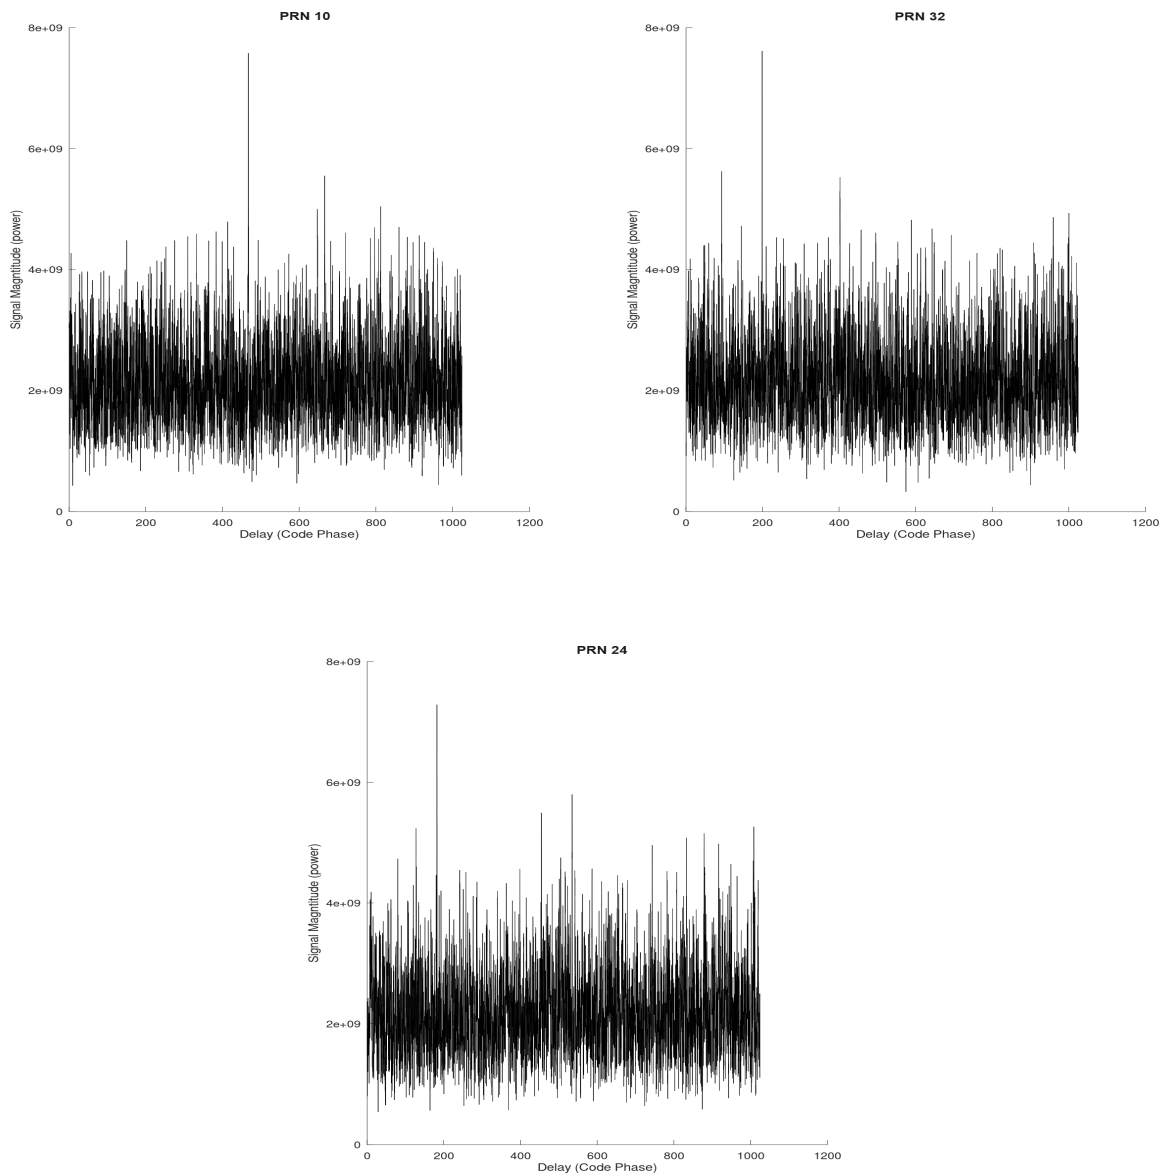 PRN 10
8e+09
6e+09
4e+09
2e+09
0
Signal Magntitude (power)
0 200 400 600 800 1000 1200
Delay (Code Phase)
PRN 32
8e+09
6e+09
4e+09
2e+09
0
Signal Magntitude (power)
0 200 400 600 800 1000 1200
Delay (Code Phase)
PRN 24
8e+09
6e+09
4e+09
2e+09
0
Signal Magntitude (power)
0 200 400 600 800 1000 1200
Delay (Code Phase)